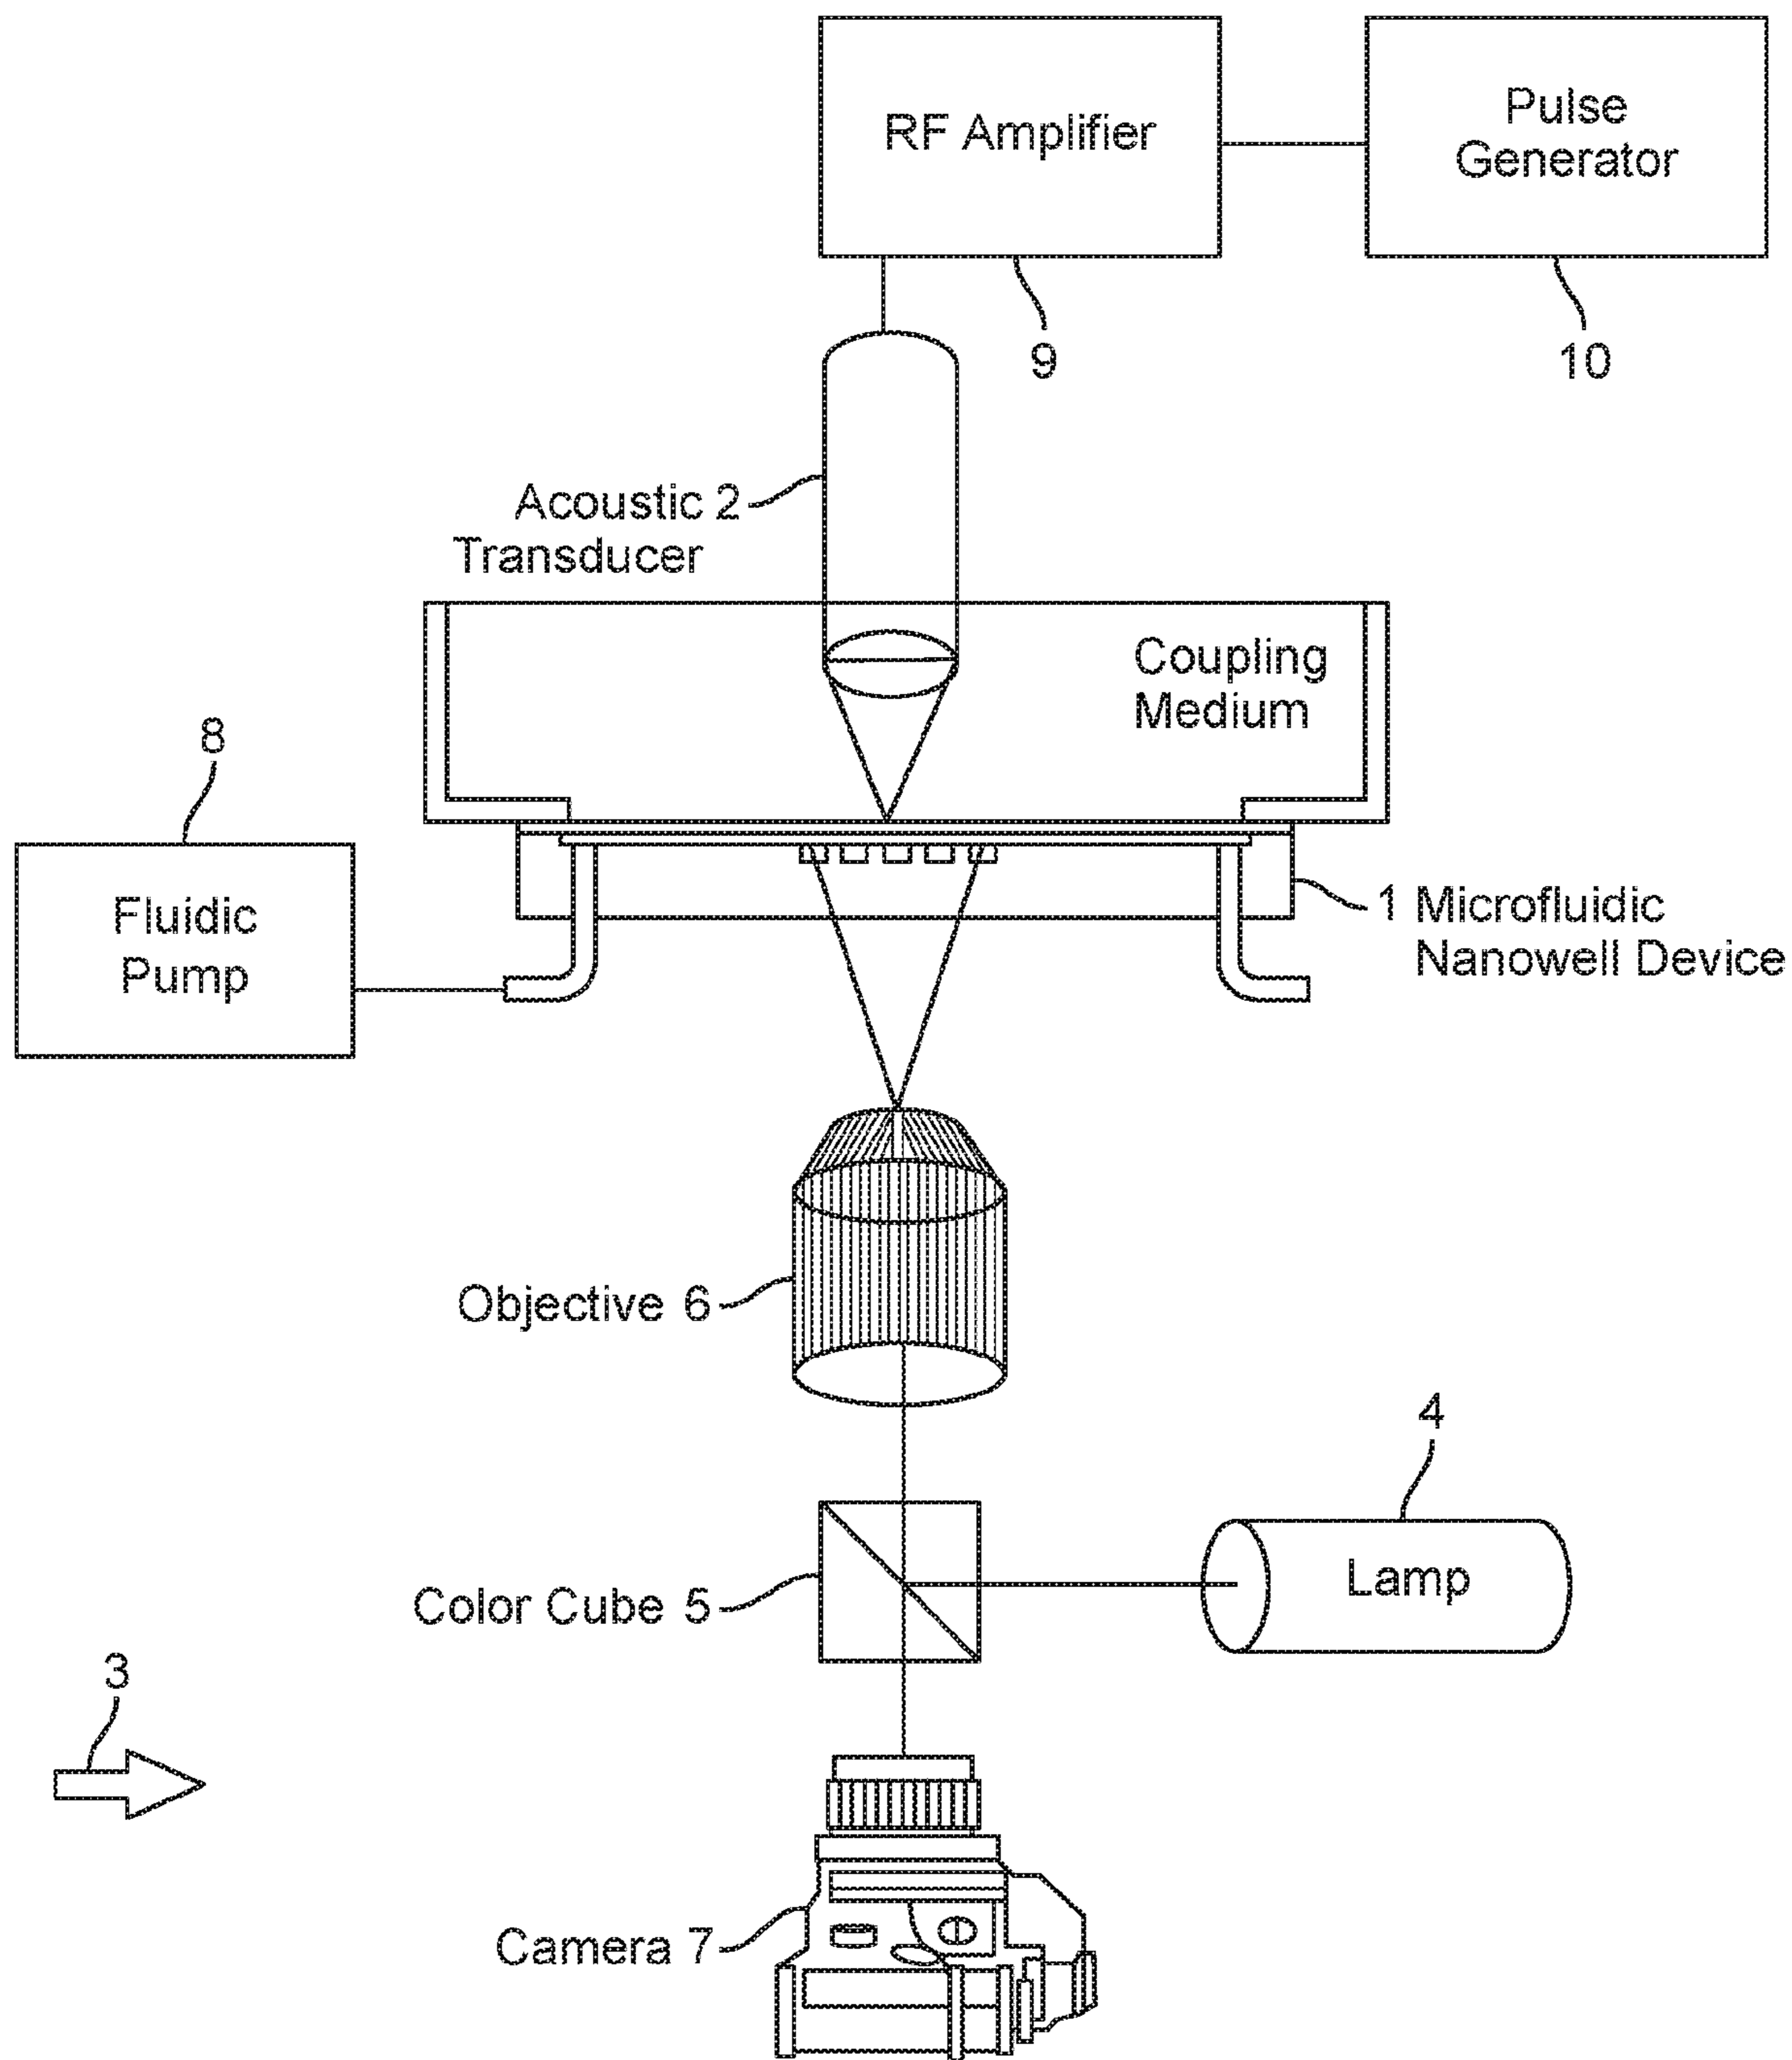 RF Amplifier
Pulse
Generator
9
10
Acoustic 2
Transducer
Coupling
Medium
8
Fluidic
Pump
1 Microfluidic
Nanowell Device
Objective 6
4
Lamp
Color Cube 5
3
Camera 7